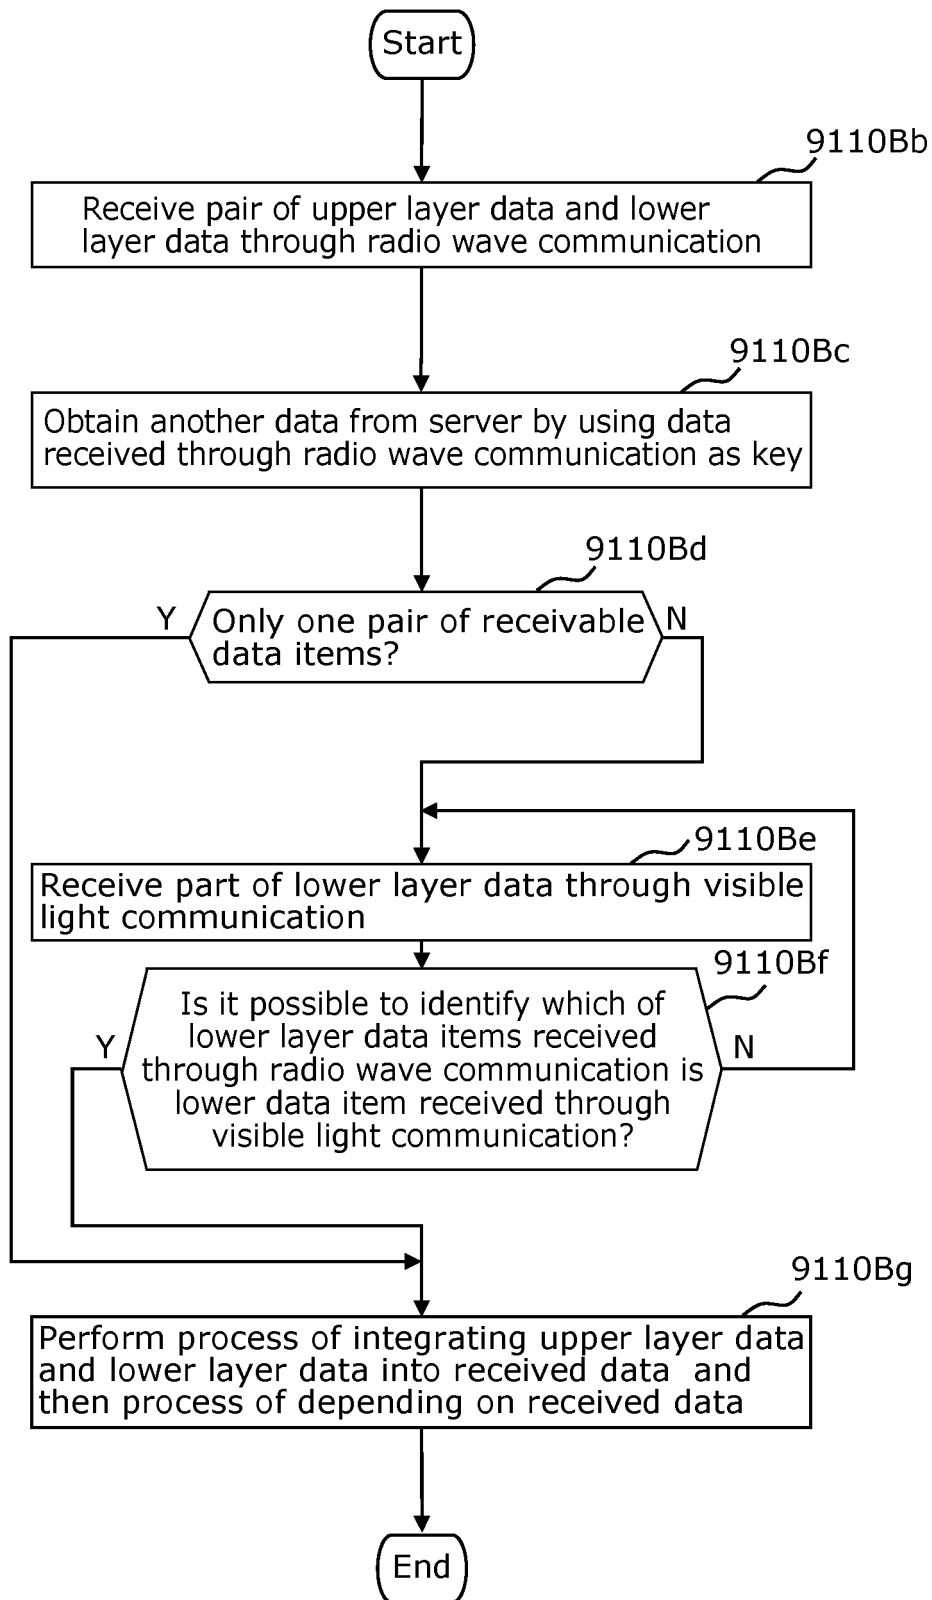 Start
9110Bb
Receive pair of upper layer data and lower
layer data through radio wave communication
9110Bc
Obtain another data from server by using data
received through radio wave communication as key
9110Bd
Y
Only one pair of receivable
data items?
N
9110Be
Receive part of lower layer data through visible
light communication
9110Bf
Is it possible to identify which of
lower layer data items received
through radio wave communication is
lower data item received through
visible light communication?
Y
N
9110Bg
Perform process of integrating upper layer data
and lower layer data into received data and
then process of depending on received data
End